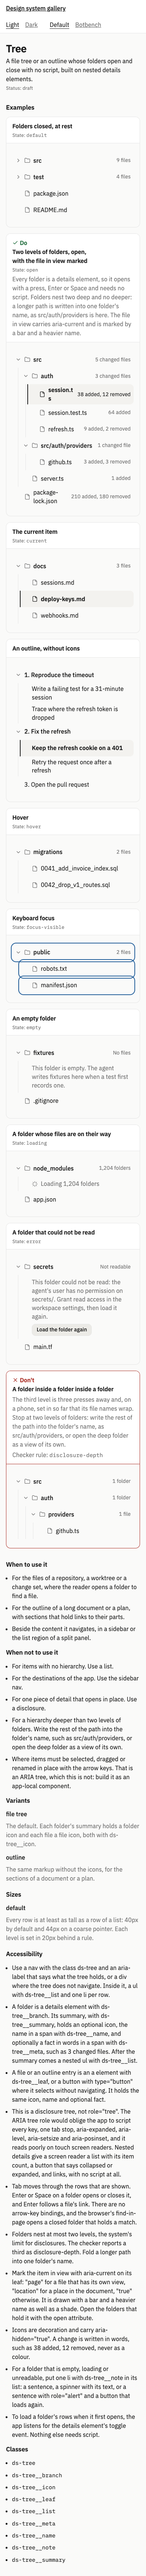 Design system gallery
Light Dark Default Botbench
Tree
A file tree or an outline whose folders open and
close with no script, built on nested details
elements.
Status: draft
Examples
Folders closed, at rest
State: default
src 9 files
test 4 files
package.json
README.md
Do
Two levels of folders, open,
with the file in view marked
State: open
Every folder is a details element, so it opens
with a press, Enter or Space and needs no
script. Folders nest two deep and no deeper:
a longer path is written into one folder's
name, as src/auth/providers is here. The file
in view carries aria-current and is marked by
a bar and a heavier name.
src 5 changed files
auth 3 changed files
session.t
s 38 added, 12 removed
session.test.ts 64 added
refresh.ts 9 added, 2 removed
src/auth/providers 1 changed file
github.ts 3 added, 3 removed
server.ts 1 added
package-
lock.json 210 added, 180 removed
The current item
State: current
docs 3 files
sessions.md
deploy-keys.md
webhooks.md
An outline, without icons
1. Reproduce the timeout
Write a failing test for a 31-minute
session
Trace where the refresh token is
dropped
2. Fix the refresh
Keep the refresh cookie on a 401
Retry the request once after a
refresh
3. Open the pull request
Hover
State: hover
migrations 2 files
0041_add_invoice_index.sql
0042_drop_v1_routes.sql
Keyboard focus
State: focus-visible
public 2 files
robots.txt
manifest.json
An empty folder
State: empty
fixtures No files
This folder is empty. The agent
writes fixtures here when a test first
records one.
.gitignore
A folder whose files are on their way
State: loading
node_modules 1,204 folders
Loading 1,204 folders
app.json
A folder that could not be read
State: error
secrets Not readable
This folder could not be read: the
agent's user has no permission on
secrets/. Grant read access in the
workspace settings, then load it
again.
Load the folder again
main.tf
Don't
A folder inside a folder inside a folder
The third level is three presses away and, on
a phone, set in so far that its file names wrap.
Stop at two levels of folders: write the rest of
the path into the folder's name, as
src/auth/providers, or open the deep folder
as a view of its own.
Checker rule: disclosure-depth
src 1 folder
auth 1 folder
providers 1 file
github.ts
When to use it
For the files of a repository, a worktree or a
change set, where the reader opens a folder to
find a file.
For the outline of a long document or a plan,
with sections that hold links to their parts.
Beside the content it navigates, in a sidebar or
the list region of a split panel.
When not to use it
For items with no hierarchy. Use a list.
For the destinations of the app. Use the sidebar
nav.
For one piece of detail that opens in place. Use
a disclosure.
For a hierarchy deeper than two levels of
folders. Write the rest of the path into the
folder's name, such as src/auth/providers, or
open the deep folder as a view of its own.
Where items must be selected, dragged or
renamed in place with the arrow keys. That is
an ARIA tree, which this is not: build it as an
app-local component.
Variants
file tree
The default. Each folder's summary holds a folder
icon and each file a file icon, both with ds-
tree__icon.
outline
The same markup without the icons, for the
sections of a document or a plan.
Sizes
default
Every row is at least as tall as a row of a list: 40px
by default and 44px on a coarse pointer. Each
level is set in 20px behind a rule.
Accessibility
Use a nav with the class ds-tree and an aria-
label that says what the tree holds, or a div
where the tree does not navigate. Inside it, a ul
with ds-tree__list and one li per row.
A folder is a details element with ds-
tree__branch. Its summary, with ds-
tree__summary, holds an optional icon, the
name in a span with ds-tree__name, and
optionally a fact in words in a span with ds-
tree__meta, such as 3 changed files. After the
summary comes a nested ul with ds-tree__list.
A file or an outline entry is an a element with
ds-tree__leaf, or a button with type="button"
where it selects without navigating. It holds the
same icon, name and optional fact.
This is a disclosure tree, not role="tree". The
ARIA tree role would oblige the app to script
every key, one tab stop, aria-expanded, aria-
level, aria-setsize and aria-posinset, and it
reads poorly on touch screen readers. Nested
details give a screen reader a list with its item
count, a button that says collapsed or
expanded, and links, with no script at all.
Tab moves through the rows that are shown.
Enter or Space on a folder opens or closes it,
and Enter follows a file's link. There are no
arrow-key bindings, and the browser's find-in-
page opens a closed folder that holds a match.
Folders nest at most two levels, the system's
limit for disclosures. The checker reports a
third as disclosure-depth. Fold a longer path
into one folder's name.
Mark the item in view with aria-current on its
leaf: "page" for a file that has its own view,
"location" for a place in the document, "true"
otherwise. It is drawn with a bar and a heavier
name as well as a shade. Open the folders that
hold it with the open attribute.
Icons are decoration and carry aria-
hidden="true". A change is written in words,
such as 38 added, 12 removed, never as a
colour.
For a folder that is empty, loading or
unreadable, put one li with ds-tree__note in its
list: a sentence, a spinner with its text, or a
sentence with role="alert" and a button that
loads again.
To load a folder's rows when it first opens, the
app listens for the details element's toggle
event. Nothing else needs script.
Classes
ds-tree
ds-tree__branch
ds-tree__icon
ds-tree__leaf
ds-tree__list
ds-tree__meta
ds-tree__name
ds-tree__note
ds-tree__summary